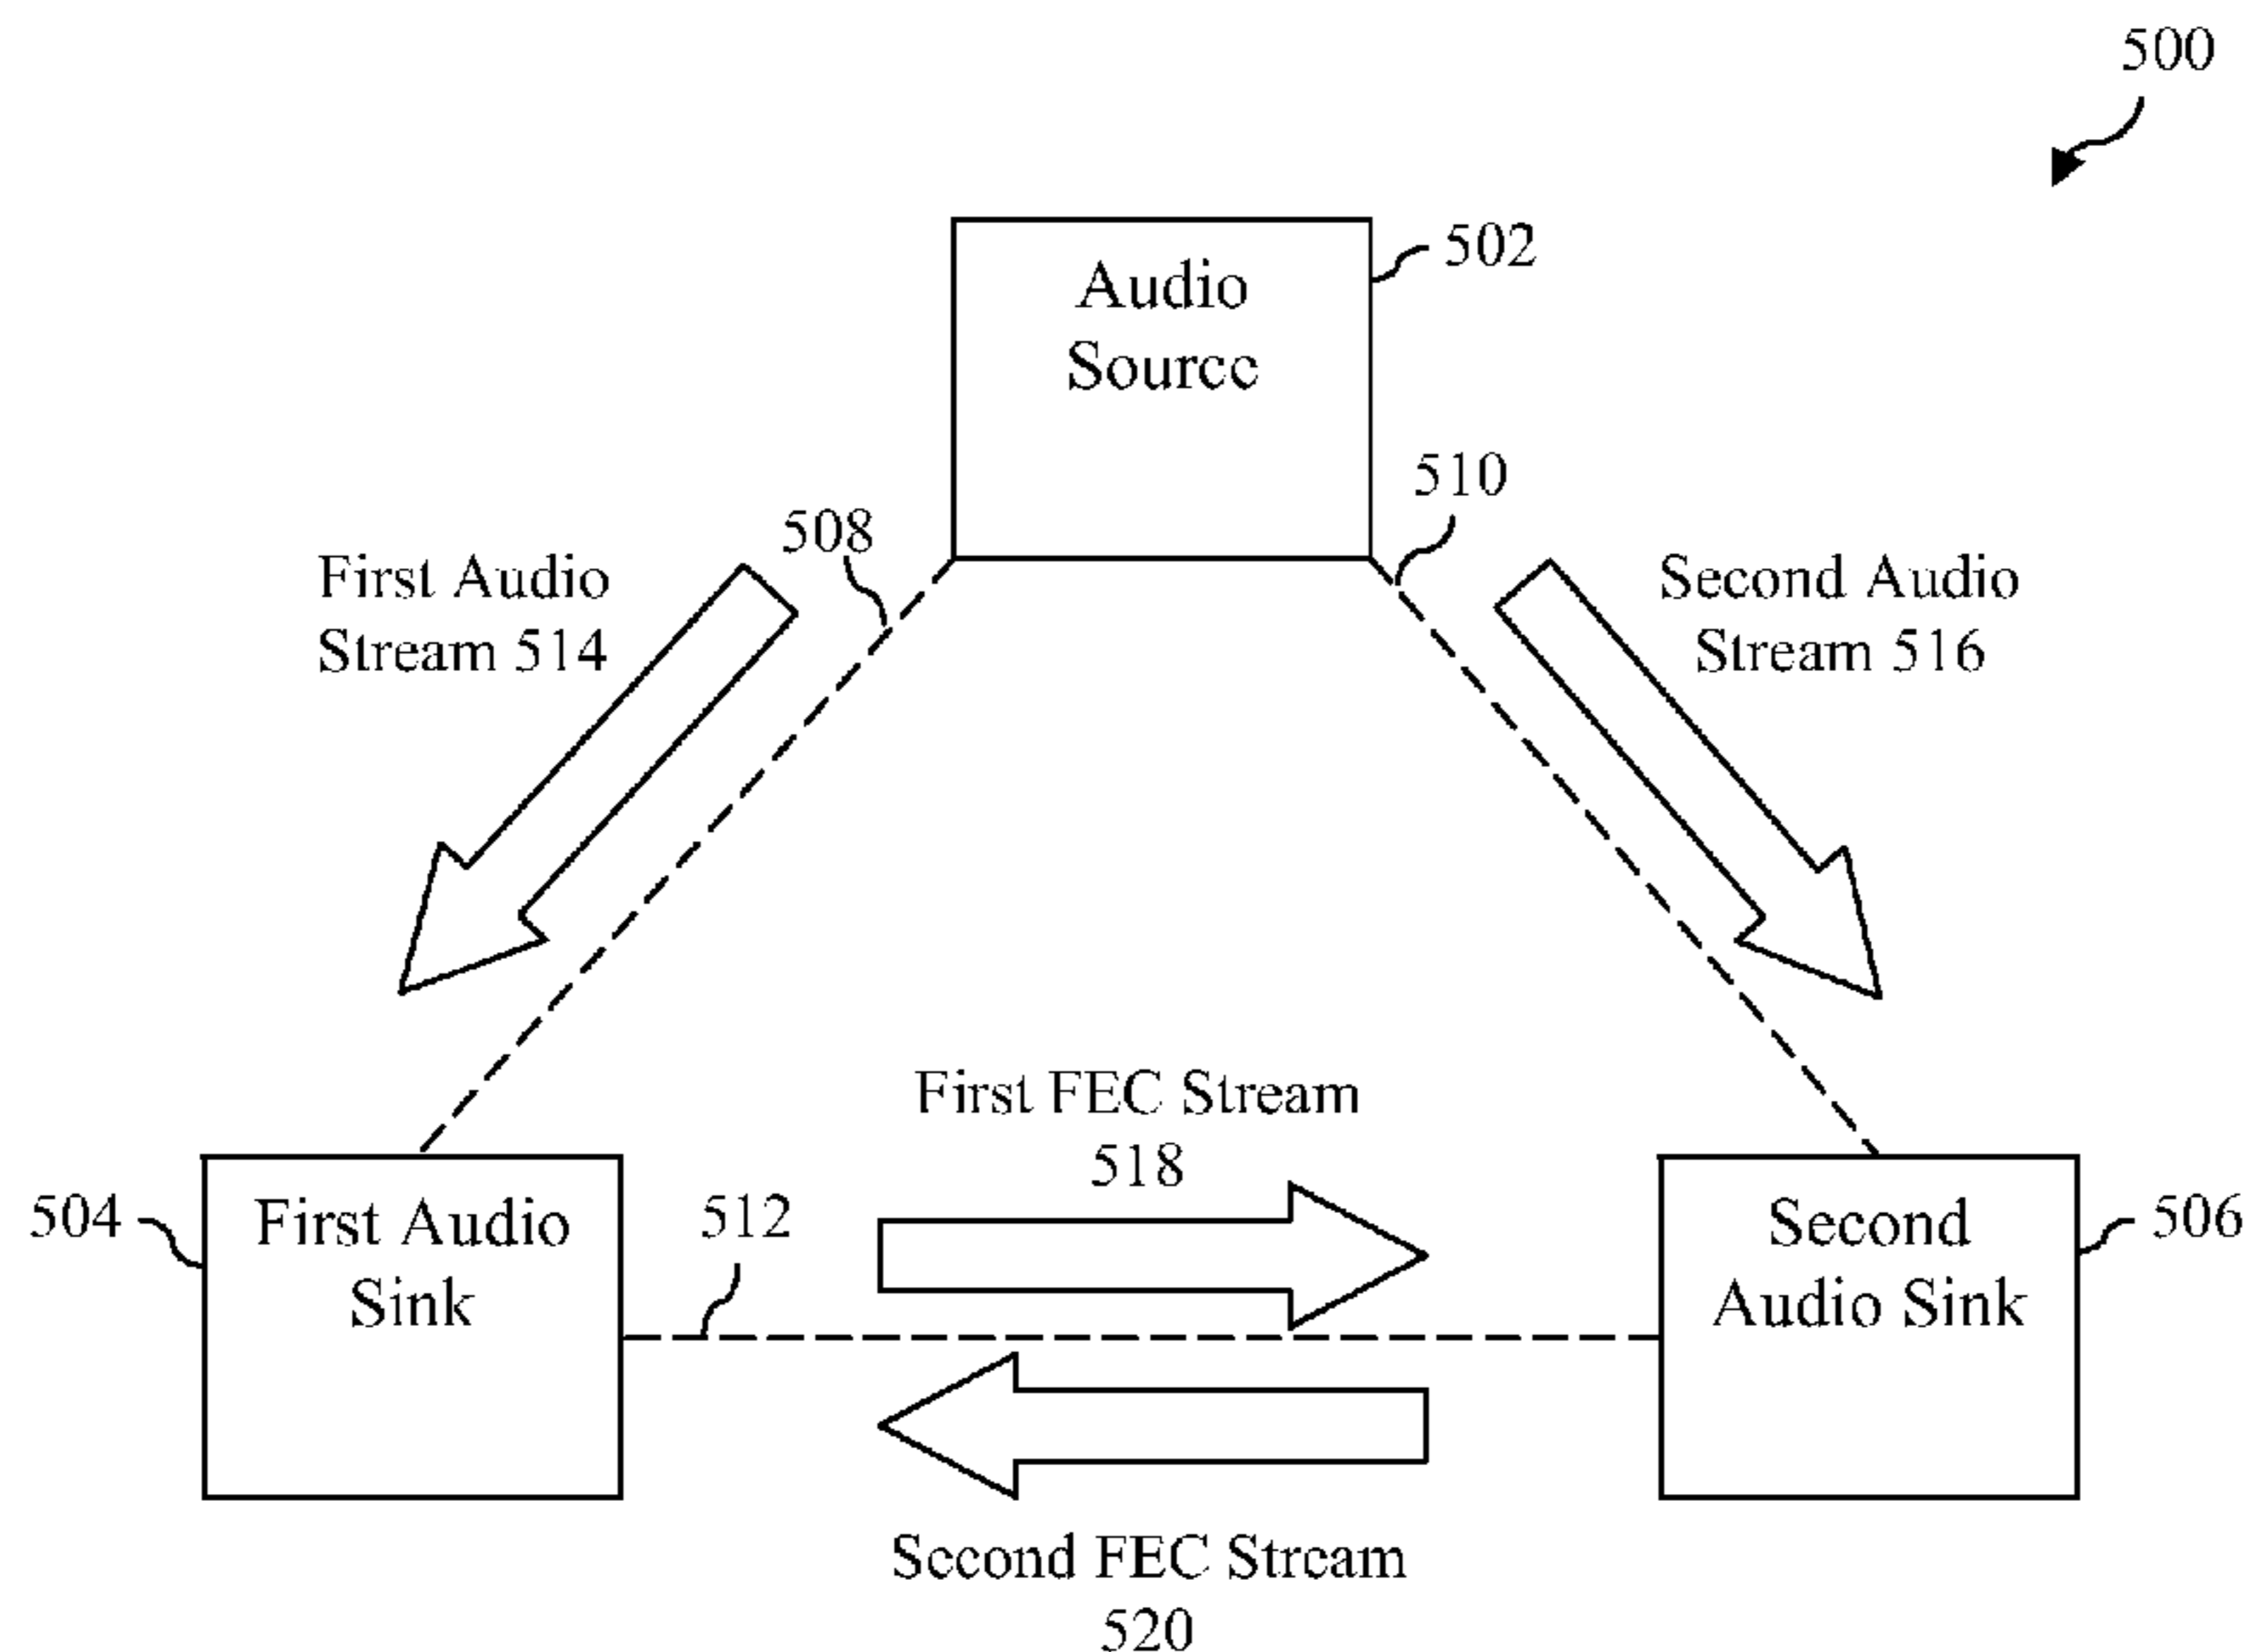 500
502
Audio
Source
510
508
First Audio
Stream 514
Second Audio
Stream 516
First FEC Stream
518
504
First Audio
Sink
512
Second
Audio Sink
506
Second FEC Stream
520